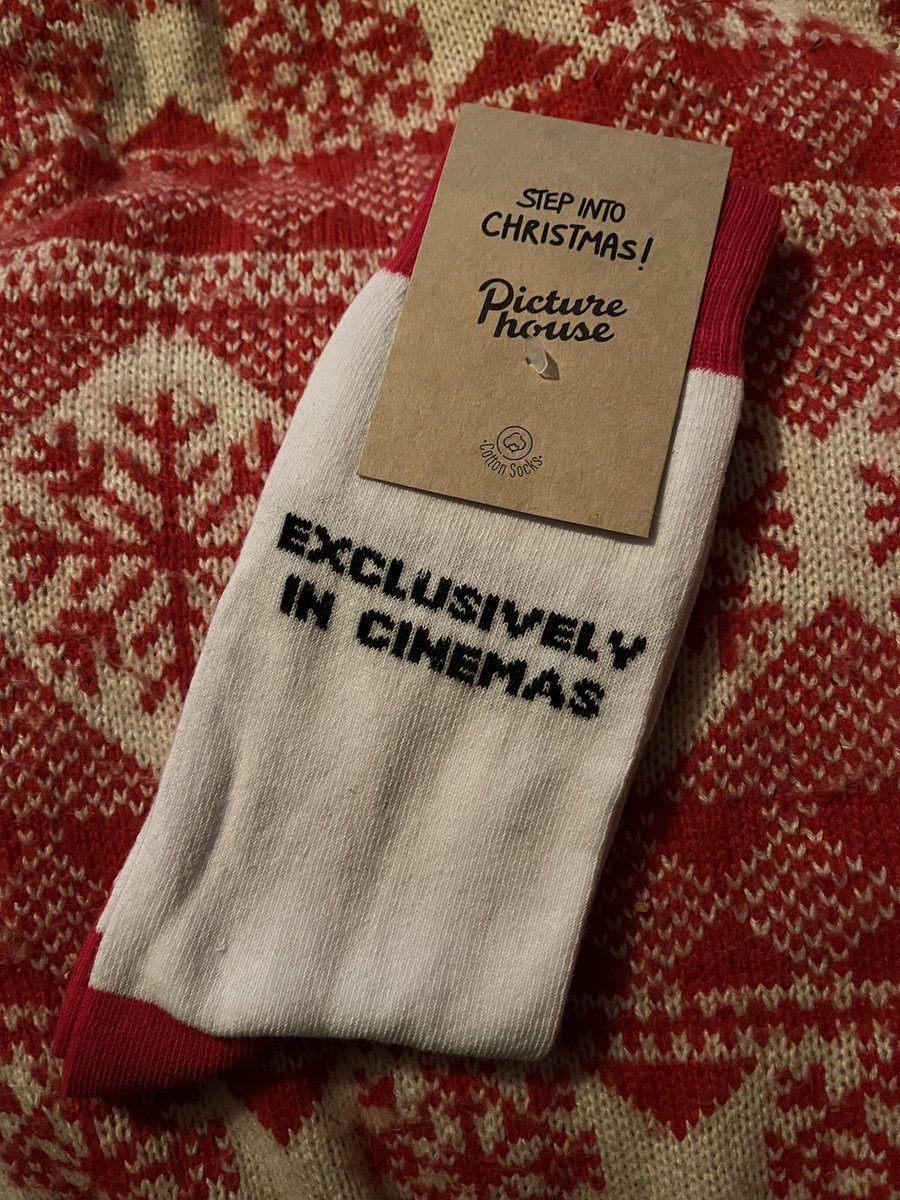 STEP INTO
CHRISTMAS!
Picture
house
·Cotton Socks·
EXCLUSIVELY
IN CINEMAS